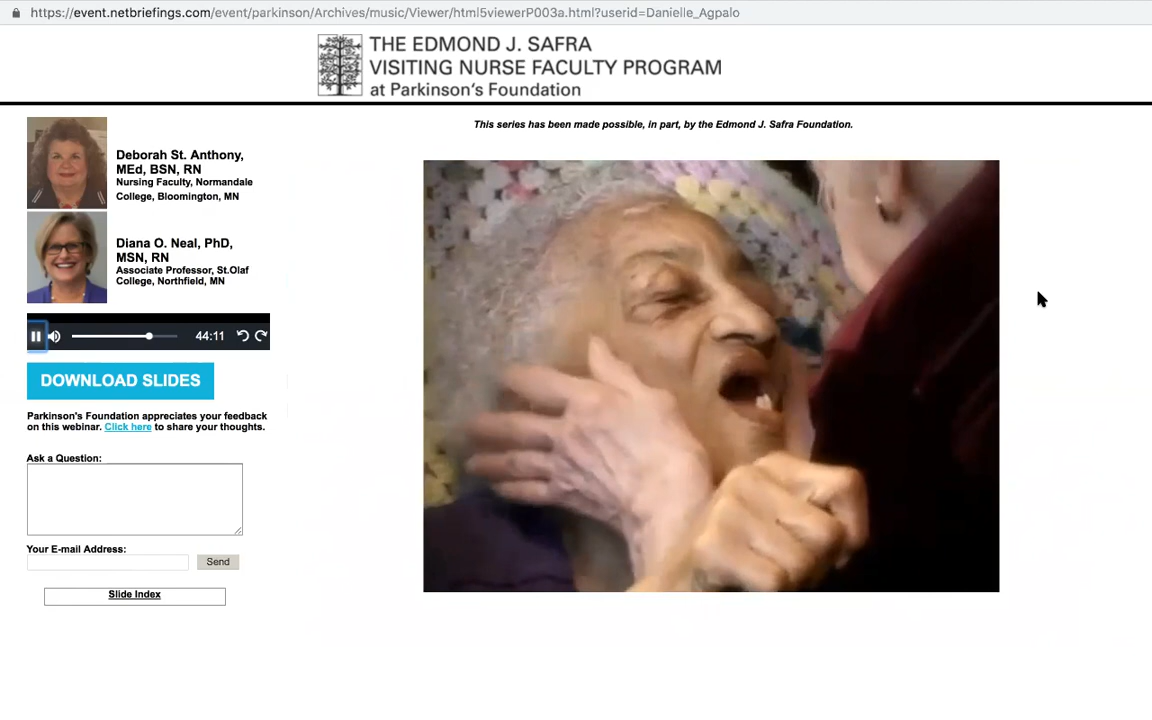 https://event.netbriefings.com/event/parkinson/Archives/music/Viewer/html5viewerP003a.html?userid=Danielle_Agpalo
THE EDMOND J. SAFRA
VISITING NURSE FACULTY PROGRAM
at Parkinson's Foundation
This series has been made possible, in part, by the Edmond J. Safra Foundation.
Deborah St. Anthony,
MEd, BSN, RN
Nursing Faculty, Normandale
College, Bloomington, MN
Diana O. Neal, PhD,
MSN, RN
Associate Professor, St.Olaf
College, Northfield, MN
44:11
DOWNLOAD SLIDES
Parkinson's Foundation appreciates your feedback
on this webinar. Click here to share your thoughts.
Ask a Question:
Your E-mail Address:
Send
Slide Index